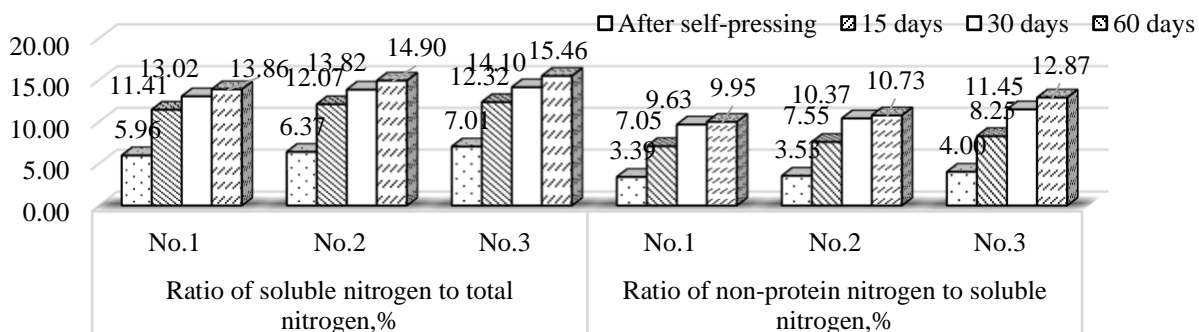 After self-pressing 15 days 30 days 60 days
20.00
15.00
10.00
5.00
0.00
5.96 11.41 13.02 13.86
6.37 12.07 13.82 14.90
7.01 12.32 14.10 15.46
3.39 7.05 9.63 9.95
3.53 7.55 10.37 10.73
4.00 8.25 11.45 12.87
No.1 No.2 No.3 No.1 No.2 No.3
Ratio of soluble nitrogen to total
nitrogen,%
Ratio of non-protein nitrogen to soluble
nitrogen,%